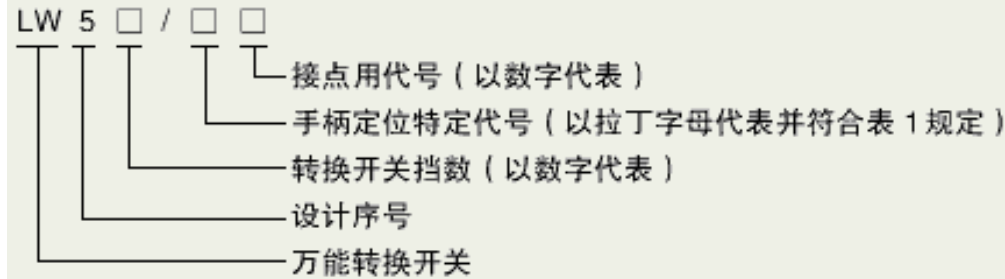 LW 5 □ / □ □
接点用代号 ( 以数字代表 )
手柄定位特定代号 ( 以拉丁字母代表并符合表 1 规定 )
转换开关挡数 ( 以数字代表 )
设计序号
万能转换开关